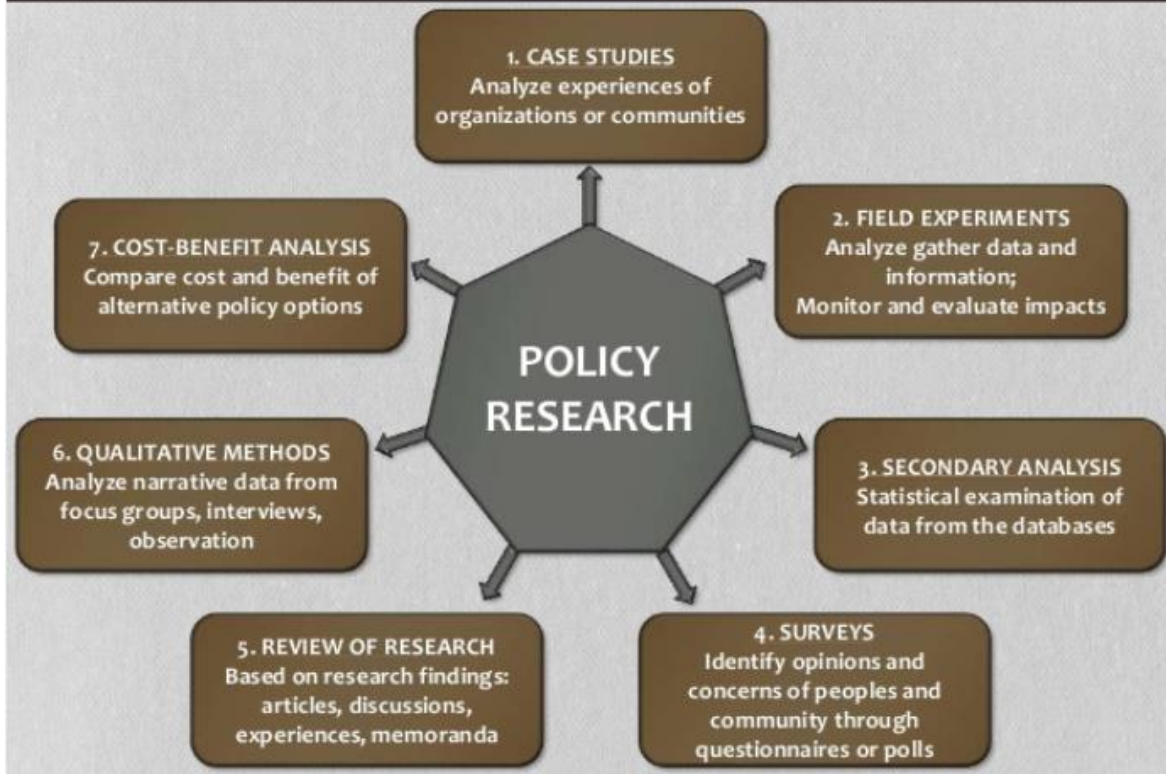 1. CASE STUDIES
Analyze experiences of
organizations or communities
2. FIELD EXPERIMENTS
Analyze gather data and
information;
Monitor and evaluate impacts
3. SECONDARY ANALYSIS
Statistical examination of
data from the databases
4. SURVEYS
Identify opinions and
concerns of peoples and
community through
questionnaires or polls
5. REVIEW OF RESEARCH
Based on research findings:
articles, discussions,
experiences, memoranda
6. QUALITATIVE METHODS
Analyze narrative data from
focus groups, interviews,
observation
7. COST-BENEFIT ANALYSIS
Compare cost and benefit of
alternative policy options
POLICY
RESEARCH